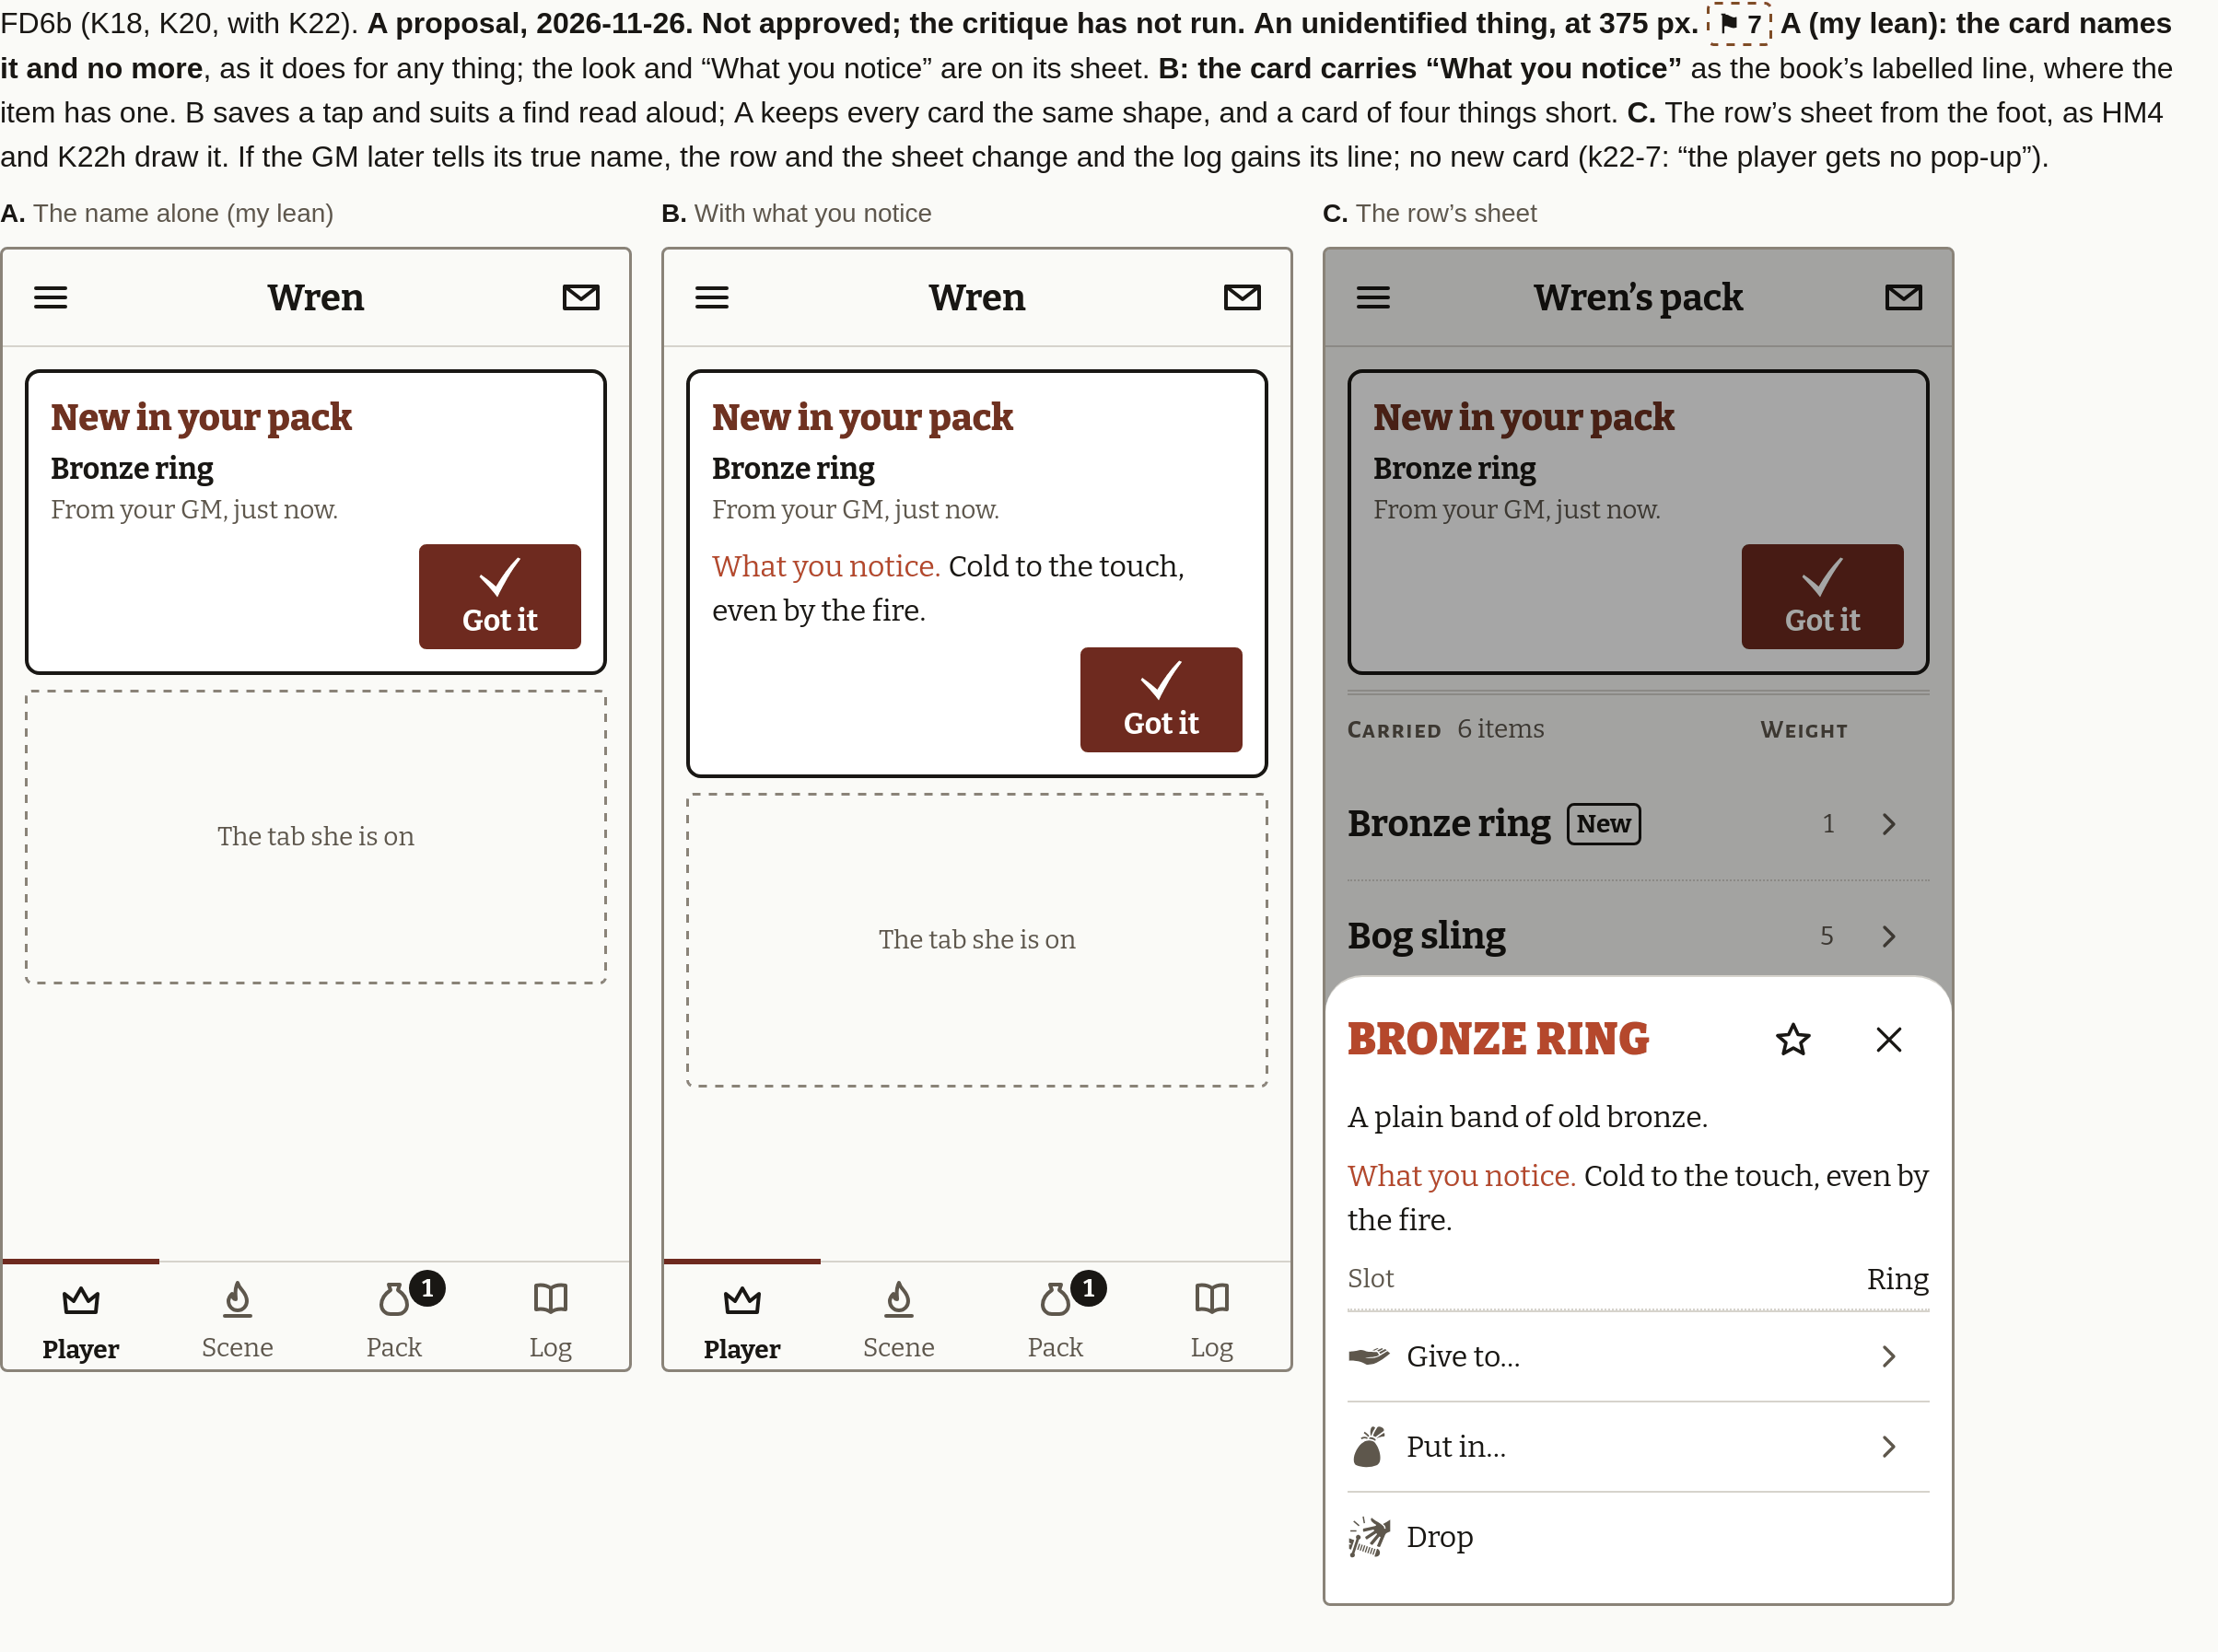 FD6b (K18, K20, with K22). A proposal, 2026-11-26. Not approved; the critique has not run. An unidentified thing, at 375 px. ⚑ 7 A (my lean): the card names
it and no more, as it does for any thing; the look and “What you notice” are on its sheet. B: the card carries “What you notice” as the book’s labelled line, where the
item has one. B saves a tap and suits a find read aloud; A keeps every card the same shape, and a card of four things short. C. The row’s sheet from the foot, as HM4
and K22h draw it. If the GM later tells its true name, the row and the sheet change and the log gains its line; no new card (k22-7: “the player gets no pop-up”).
A. The name alone (my lean)
Wren
New in your pack
Bronze ring
From your GM, just now.
Got it
The tab she is on
1
Player
Scene
Pack
Log
B. With what you notice
Wren
New in your pack
Bronze ring
From your GM, just now.
What you notice. Cold to the touch,
even by the fire.
Got it
The tab she is on
1
Player
Scene
Pack
Log
C. The row’s sheet
Wren’s pack
New in your pack
Bronze ring
From your GM, just now.
Got it
Carried 6 items Weight
Bronze ring New 1
Bog sling 5
BRONZE RING
A plain band of old bronze.
What you notice. Cold to the touch, even by
the fire.
Slot Ring
Give to…
Put in…
Drop